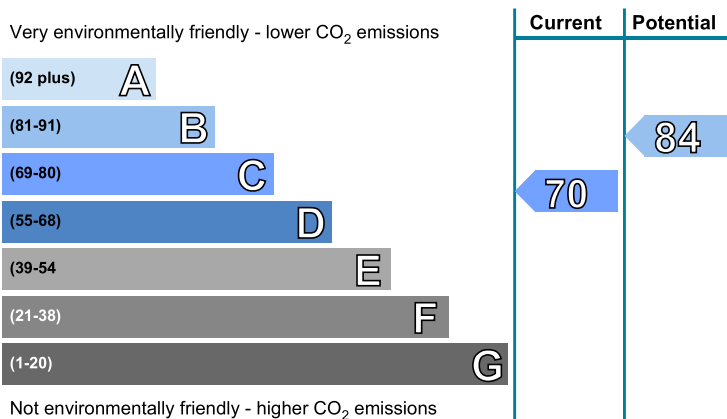 Very environmentally friendly - lower CO2 emissions
Current
Potential
(92 plus) A
(81-91) B
84
(69-80) C
70
(55-68) D
(39-54 E
(21-38) F
(1-20) G
Not environmentally friendly - higher CO2 emissions